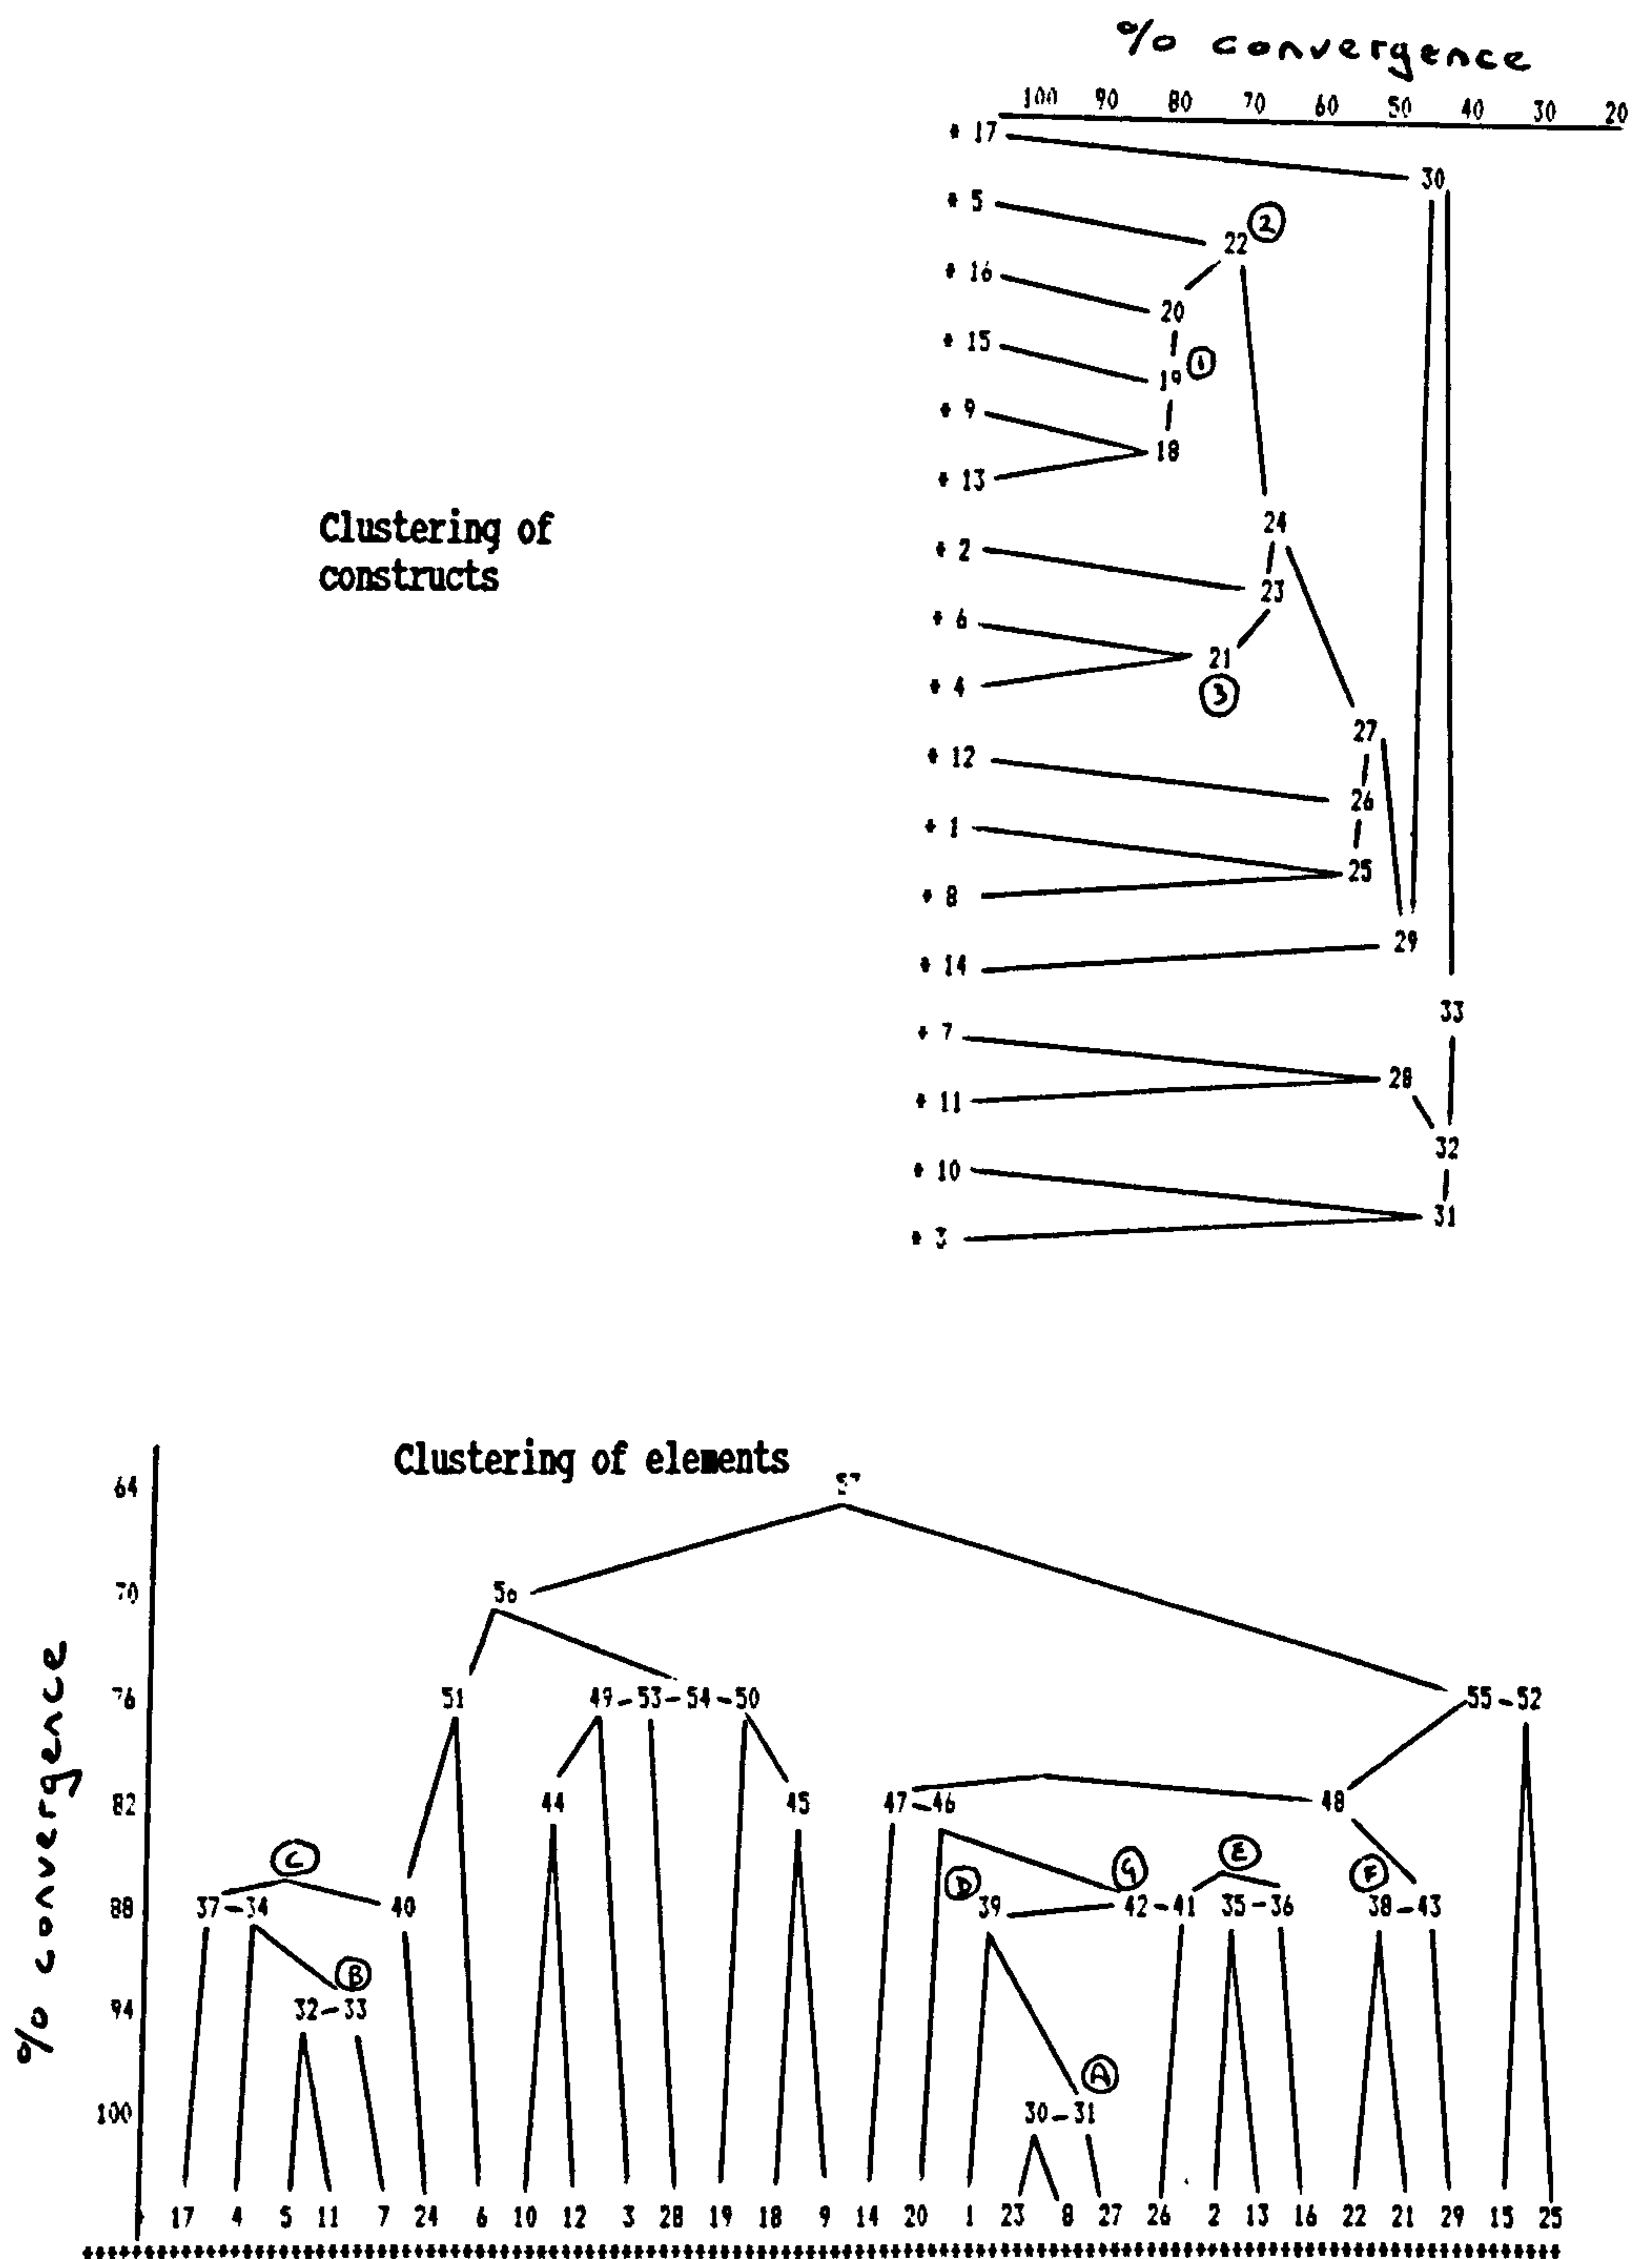 % convergence
100 90 80 70 60 50 40 30 20
* 17
30
* 5
22 2
* 16
20
* 15
19 1
* 9
18
* 13
24
* 2
23
* 6
21
* 4
3
27
* 12
26
* 1
25
* 8
29
* 14
33
* 7
28
* 11
32
* 10
31
* 3
Clustering of
constructs
Clustering of elements
% convergence
64
57
70 56
76 51 49-53-54-50 55-52
82 44 45 47-46 48
C G E
D F
88 37-34 40 39 42-41 35-36 38-43
B
94 32-33
A
100 30-31
17 4 5 11 7 24 6 10 12 3 28 19 18 9 14 20 1 23 8 27 26 2 13 16 22 21 29 15 25